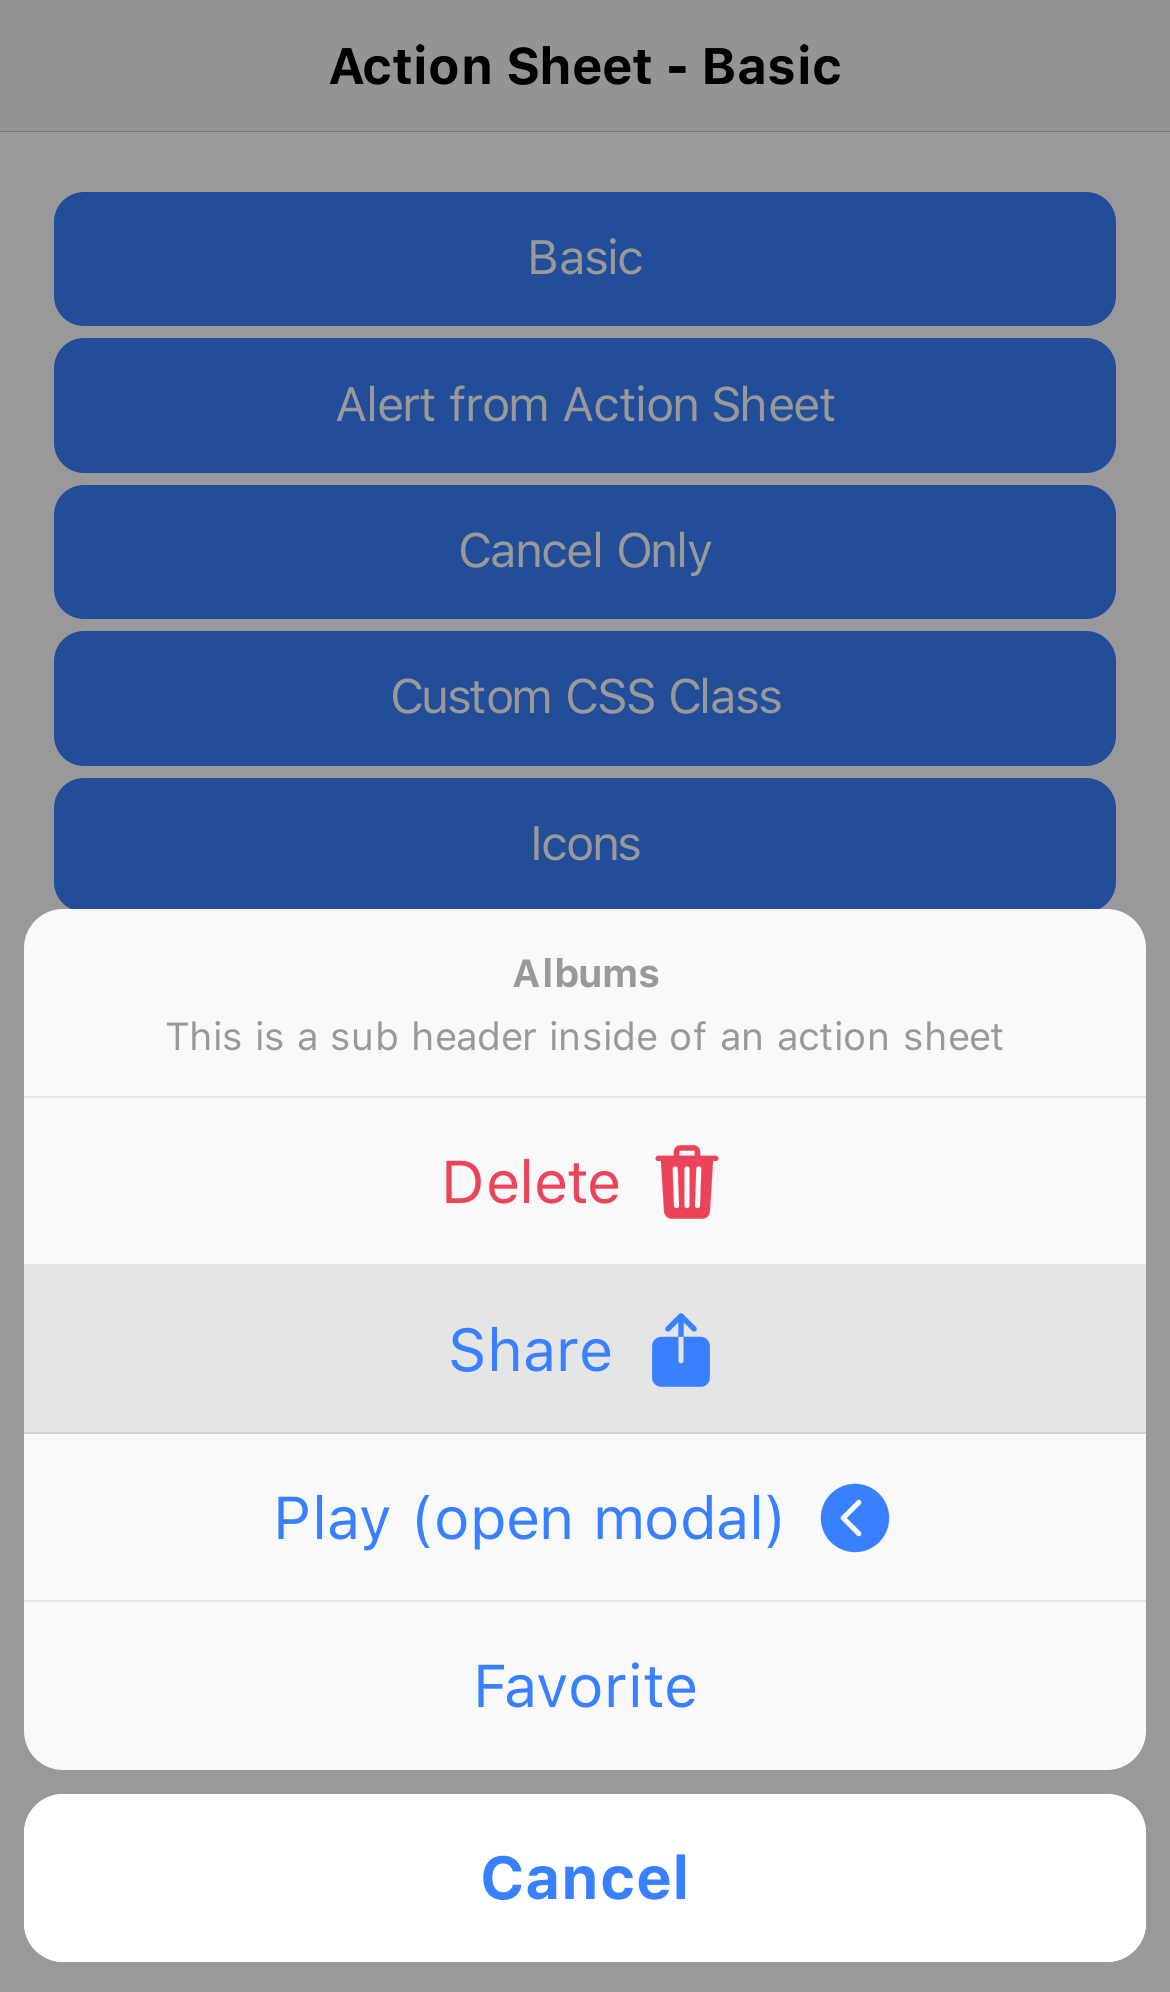 Action Sheet - Basic
Basic
Alert from Action Sheet
Cancel Only
Custom CSS Class
Icons
Albums
This is a sub header inside of an action sheet
Delete
Share
Play (open modal)
Favorite
Cancel